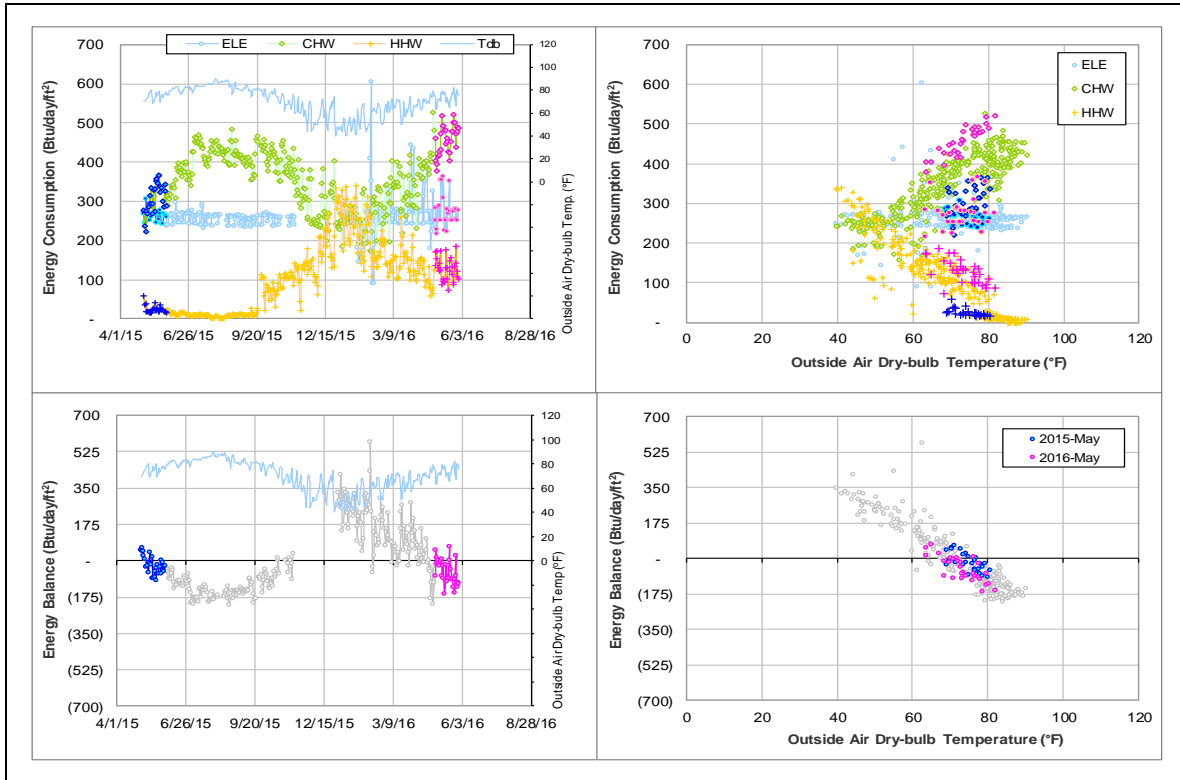 ELE CHW HHW Tdb
Energy Consumption (Btu/day/ft²)
700
600
500
400
300
200
100
-
120
100
80
60
40
20
0
Outside Air Dry-bulb Temp. (°F)
4/1/15 6/26/15 9/20/15 12/15/15 3/9/16 6/3/16 8/28/16
Energy Consumption (Btu/day/ft²)
700
600
500
400
300
200
100
-
ELE
CHW
HHW
0 20 40 60 80 100 120
Outside Air Dry-bulb Temperature (°F)
Energy Balance (Btu/day/ft²)
700
525
350
175
-
(175)
(350)
(525)
(700)
120
100
80
60
40
20
0
Outside Air Dry-bulb Temp (°F)
4/1/15 6/26/15 9/20/15 12/15/15 3/9/16 6/3/16 8/28/16
Energy Balance (Btu/day/ft²)
700
525
350
175
-
(175)
(350)
(525)
(700)
2015-May
2016-May
0 20 40 60 80 100 120
Outside Air Dry-bulb Temperature (°F)